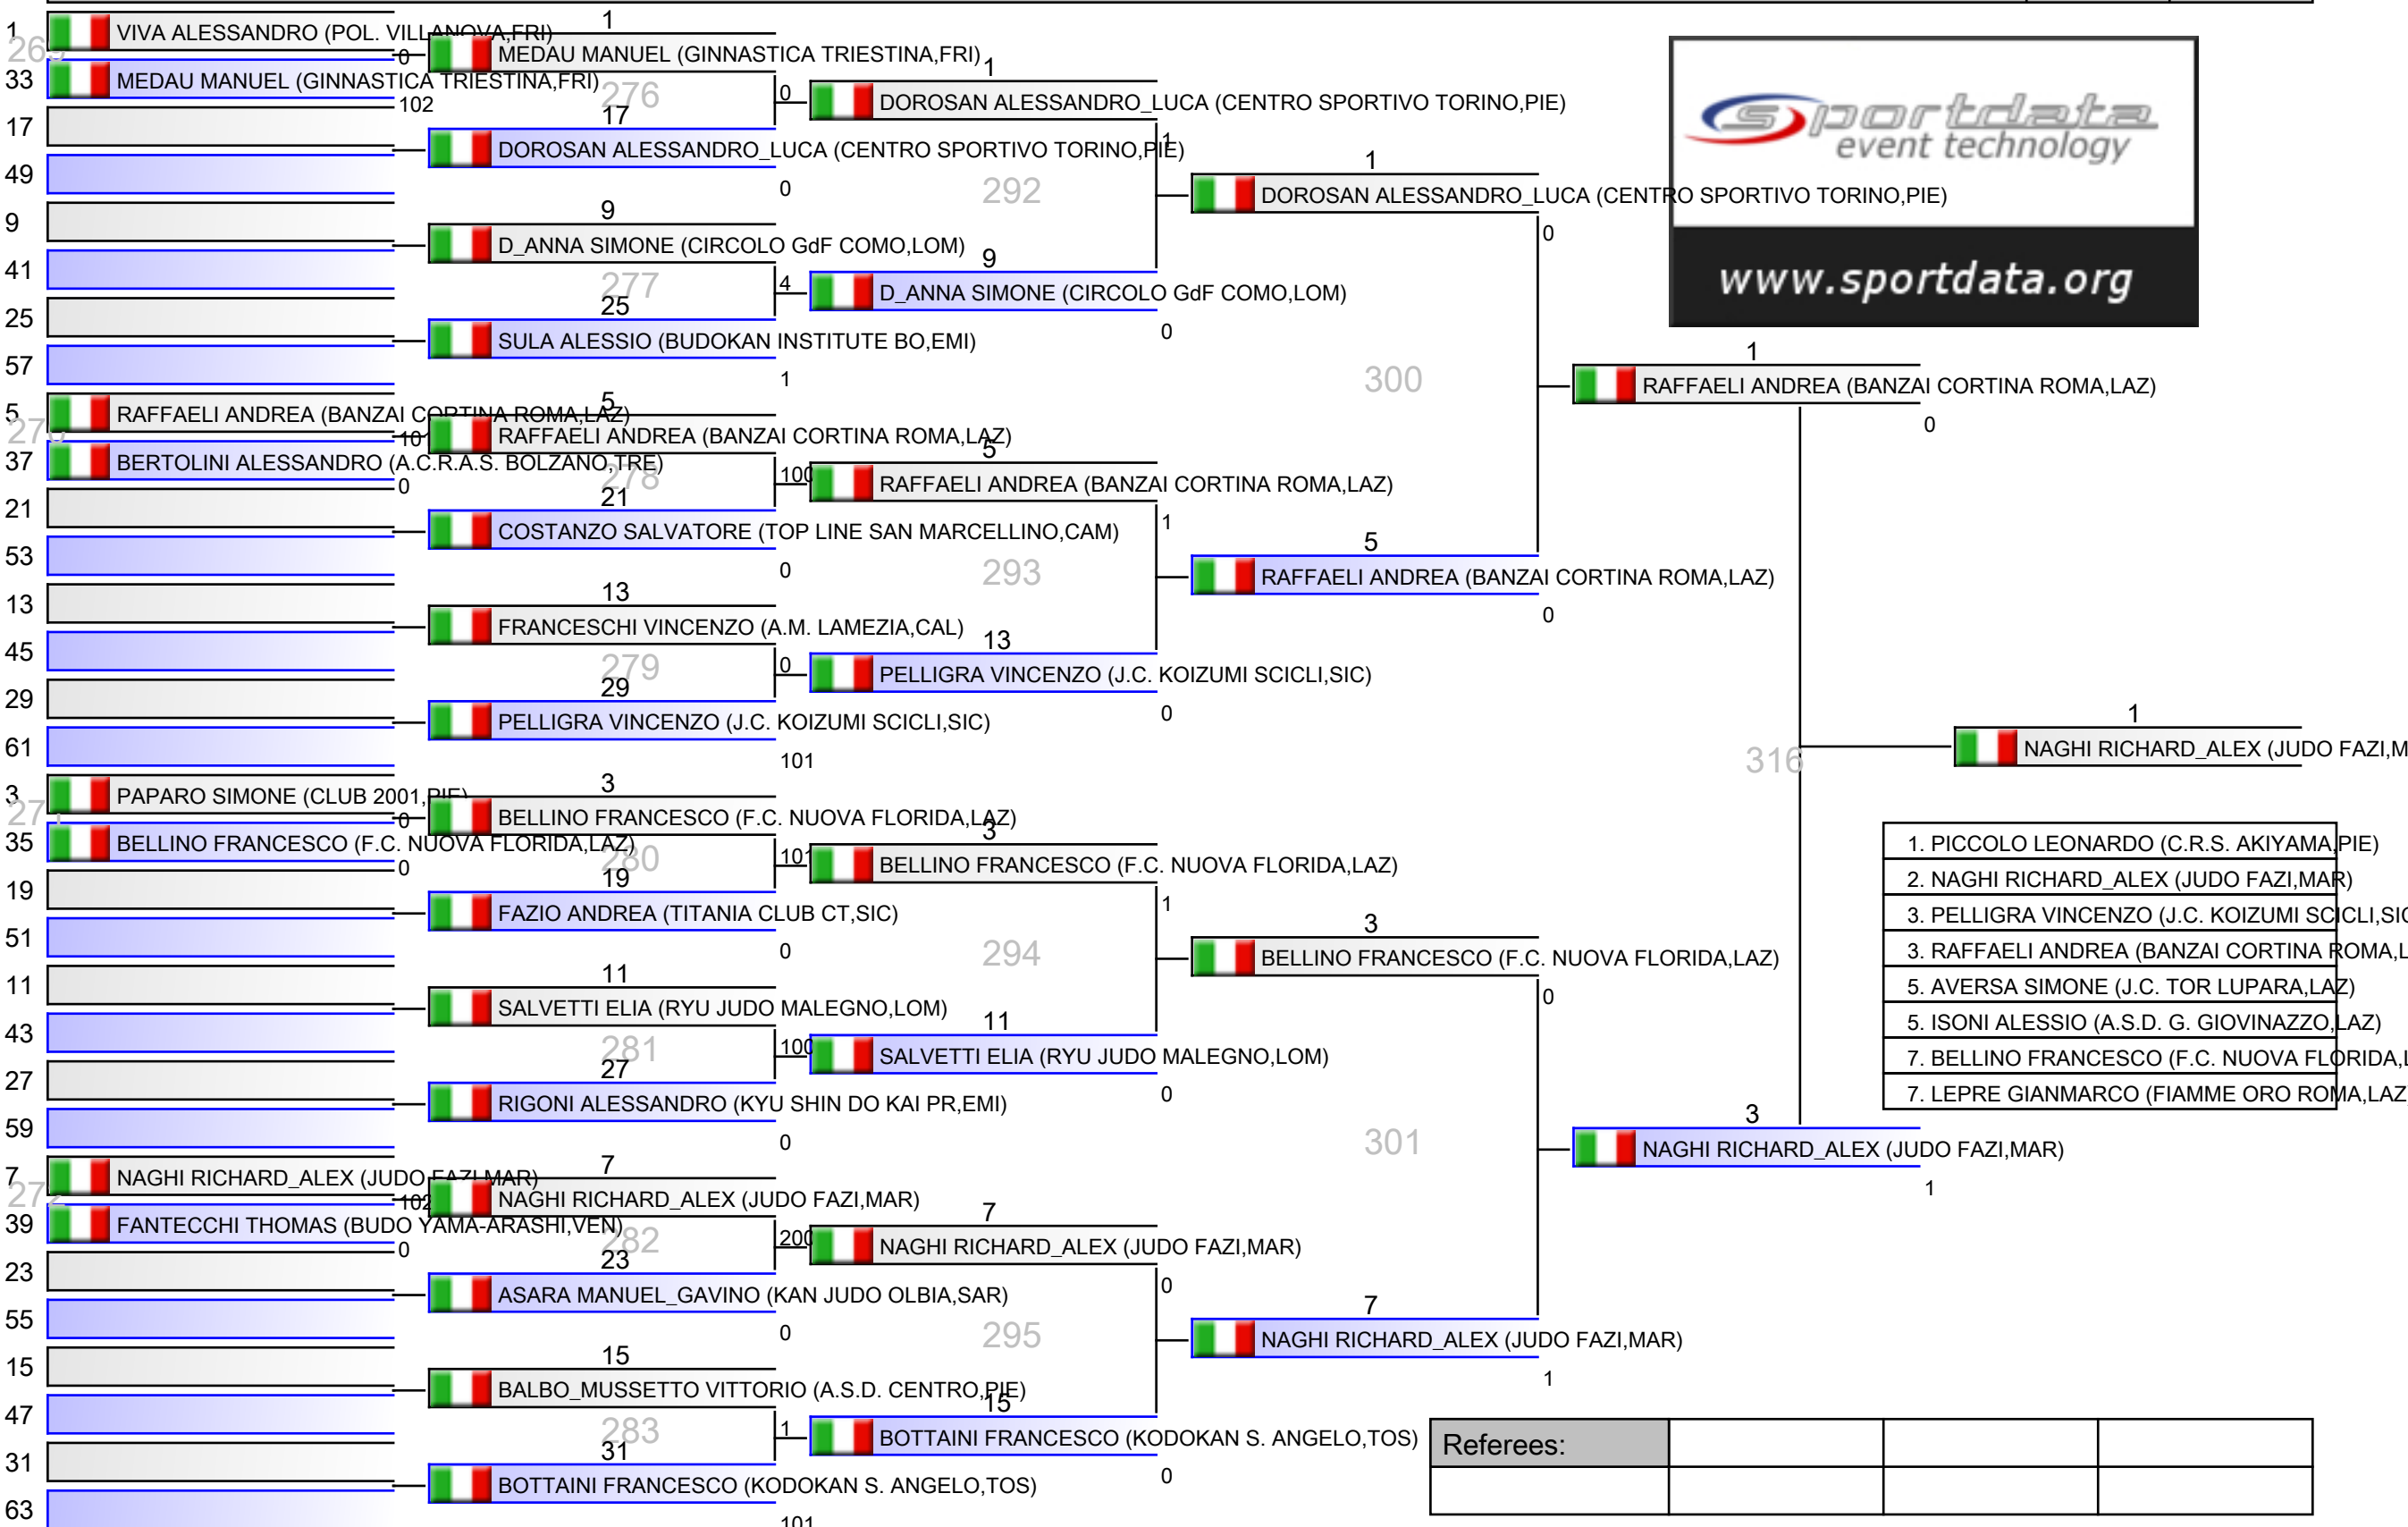 1
VIVA ALESSANDRO (POL. VILLANOVA,FRI)
0
33
MEDAU MANUEL (GINNASTICA TRIESTINA,FRI)
102
17
49
9
41
25
57
5
RAFFAELI ANDREA (BANZAI CORTINA ROMA,LAZ)
37
BERTOLINI ALESSANDRO (A.C.R.A.S. BOLZANO,TRE)
0
21
53
13
45
29
61
3
PAPARO SIMONE (CLUB 2001,PIE)
0
35
BELLINO FRANCESCO (F.C. NUOVA FLORIDA,LAZ)
0
19
51
11
43
27
59
7
NAGHI RICHARD_ALEX (JUDO FAZI,MAR)
102
39
FANTECCHI THOMAS (BUDO YAMA-ARASHI,VEN)
0
23
55
15
47
31
63
1
MEDAU MANUEL (GINNASTICA TRIESTINA,FRI)
276
0
17
DOROSAN ALESSANDRO_LUCA (CENTRO SPORTIVO TORINO,PIE)
0
9
D_ANNA SIMONE (CIRCOLO GdF COMO,LOM)
277
4
25
SULA ALESSIO (BUDOKAN INSTITUTE BO,EMI)
1
5
RAFFAELI ANDREA (BANZAI CORTINA ROMA,LAZ)
278
100
21
COSTANZO SALVATORE (TOP LINE SAN MARCELLINO,CAM)
0
13
FRANCESCHI VINCENZO (A.M. LAMEZIA,CAL)
279
0
29
PELLIGRA VINCENZO (J.C. KOIZUMI SCICLI,SIC)
101
3
BELLINO FRANCESCO (F.C. NUOVA FLORIDA,LAZ)
280
101
19
FAZIO ANDREA (TITANIA CLUB CT,SIC)
0
11
SALVETTI ELIA (RYU JUDO MALEGNO,LOM)
281
100
27
RIGONI ALESSANDRO (KYU SHIN DO KAI PR,EMI)
0
7
NAGHI RICHARD_ALEX (JUDO FAZI,MAR)
282
200
23
ASARA MANUEL_GAVINO (KAN JUDO OLBIA,SAR)
0
15
BALBO_MUSSETTO VITTORIO (A.S.D. CENTRO,PIE)
283
1
31
BOTTAINI FRANCESCO (KODOKAN S. ANGELO,TOS)
101
1
DOROSAN ALESSANDRO_LUCA (CENTRO SPORTIVO TORINO,PIE)
1
292
9
D_ANNA SIMONE (CIRCOLO GdF COMO,LOM)
0
5
RAFFAELI ANDREA (BANZAI CORTINA ROMA,LAZ)
1
293
13
PELLIGRA VINCENZO (J.C. KOIZUMI SCICLI,SIC)
0
3
BELLINO FRANCESCO (F.C. NUOVA FLORIDA,LAZ)
1
294
11
SALVETTI ELIA (RYU JUDO MALEGNO,LOM)
0
7
NAGHI RICHARD_ALEX (JUDO FAZI,MAR)
0
295
15
BOTTAINI FRANCESCO (KODOKAN S. ANGELO,TOS)
0
1
DOROSAN ALESSANDRO_LUCA (CENTRO SPORTIVO TORINO,PIE)
0
300
5
RAFFAELI ANDREA (BANZAI CORTINA ROMA,LAZ)
0
3
BELLINO FRANCESCO (F.C. NUOVA FLORIDA,LAZ)
0
301
7
NAGHI RICHARD_ALEX (JUDO FAZI,MAR)
1
sportdata
event technology
www.sportdata.org
1
RAFFAELI ANDREA (BANZAI CORTINA ROMA,LAZ)
0
316
3
NAGHI RICHARD_ALEX (JUDO FAZI,MAR)
1
1
NAGHI RICHARD_ALEX (JUDO FAZI,M
1. PICCOLO LEONARDO (C.R.S. AKIYAMA,PIE)
2. NAGHI RICHARD_ALEX (JUDO FAZI,MAR)
3. PELLIGRA VINCENZO (J.C. KOIZUMI SCICLI,SIC
3. RAFFAELI ANDREA (BANZAI CORTINA ROMA,L
5. AVERSA SIMONE (J.C. TOR LUPARA,LAZ)
5. ISONI ALESSIO (A.S.D. G. GIOVINAZZO,LAZ)
7. BELLINO FRANCESCO (F.C. NUOVA FLORIDA,L
7. LEPRE GIANMARCO (FIAMME ORO ROMA,LAZ
Referees: